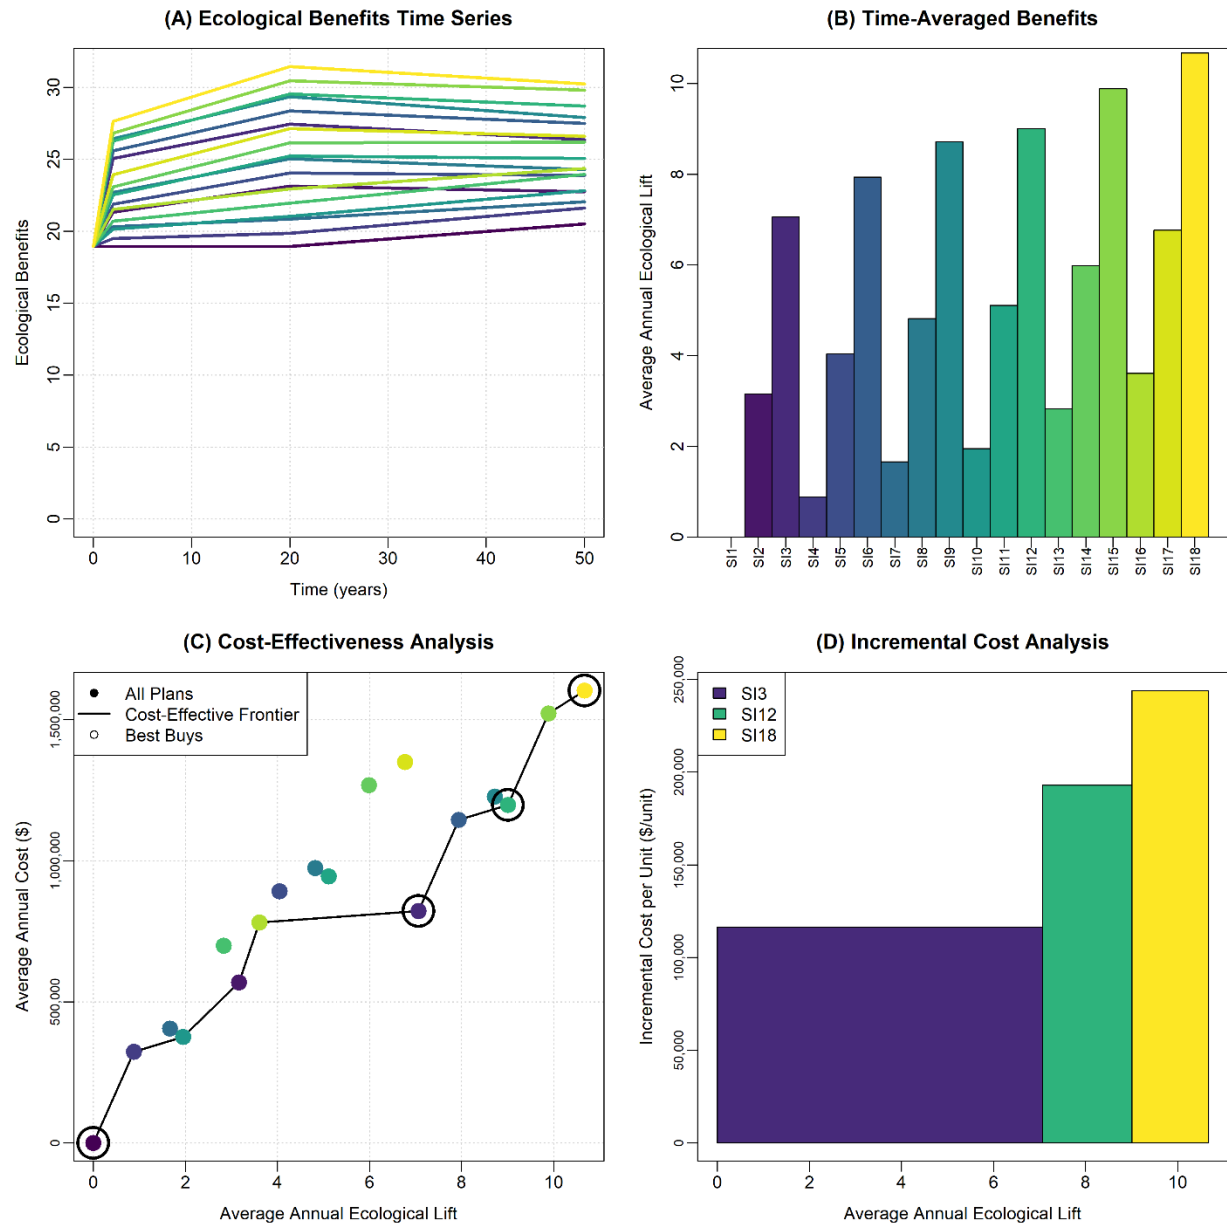 (A) Ecological Benefits Time Series
Ecological Benefits
0
5
10
15
20
25
30
0 10 20 30 40 50
Time (years)
(B) Time-Averaged Benefits
Average Annual Ecological Lift
0
2
4
6
8
10
SI1 SI2 SI3 SI4 SI5 SI6 SI7 SI8 SI9 SI10 SI11 SI12 SI13 SI14 SI15 SI16 SI17 SI18
(C) Cost-Effectiveness Analysis
All Plans
Cost-Effective Frontier
Best Buys
Average Annual Cost ($)
0
500,000
1,000,000
1,500,000
0 2 4 6 8 10
Average Annual Ecological Lift
(D) Incremental Cost Analysis
SI3
SI12
SI18
Incremental Cost per Unit ($/unit)
0
50,000
100,000
150,000
200,000
250,000
0 2 4 6 8 10
Average Annual Ecological Lift